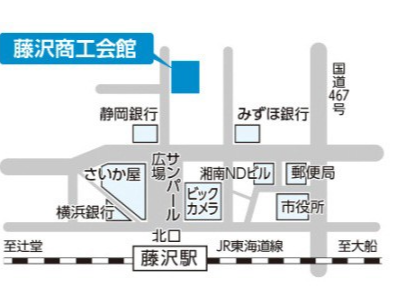 藤沢商工会館
国道467号
静岡銀行
みずほ銀行
さいか屋
サンパール
広場
湘南NDビル
郵便局
ビック
カメラ
横浜銀行
市役所
北口
至辻堂
藤沢駅
JR東海道線
至大船